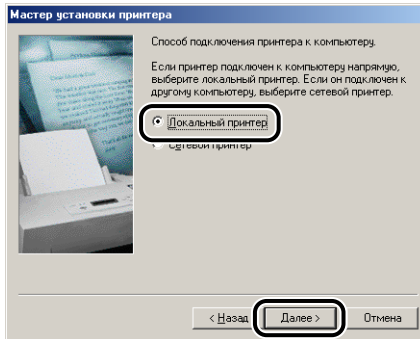 Мастер установки принтера
Способ подключения принтера к компьютеру.
Если принтер подключен к компьютеру напрямую,
выберите локальный принтер. Если он подключен к
другому компьютеру, выберите сетевой принтер.
Локальный принтер
Сетевой принтер
< Назад
Далее >
Отмена